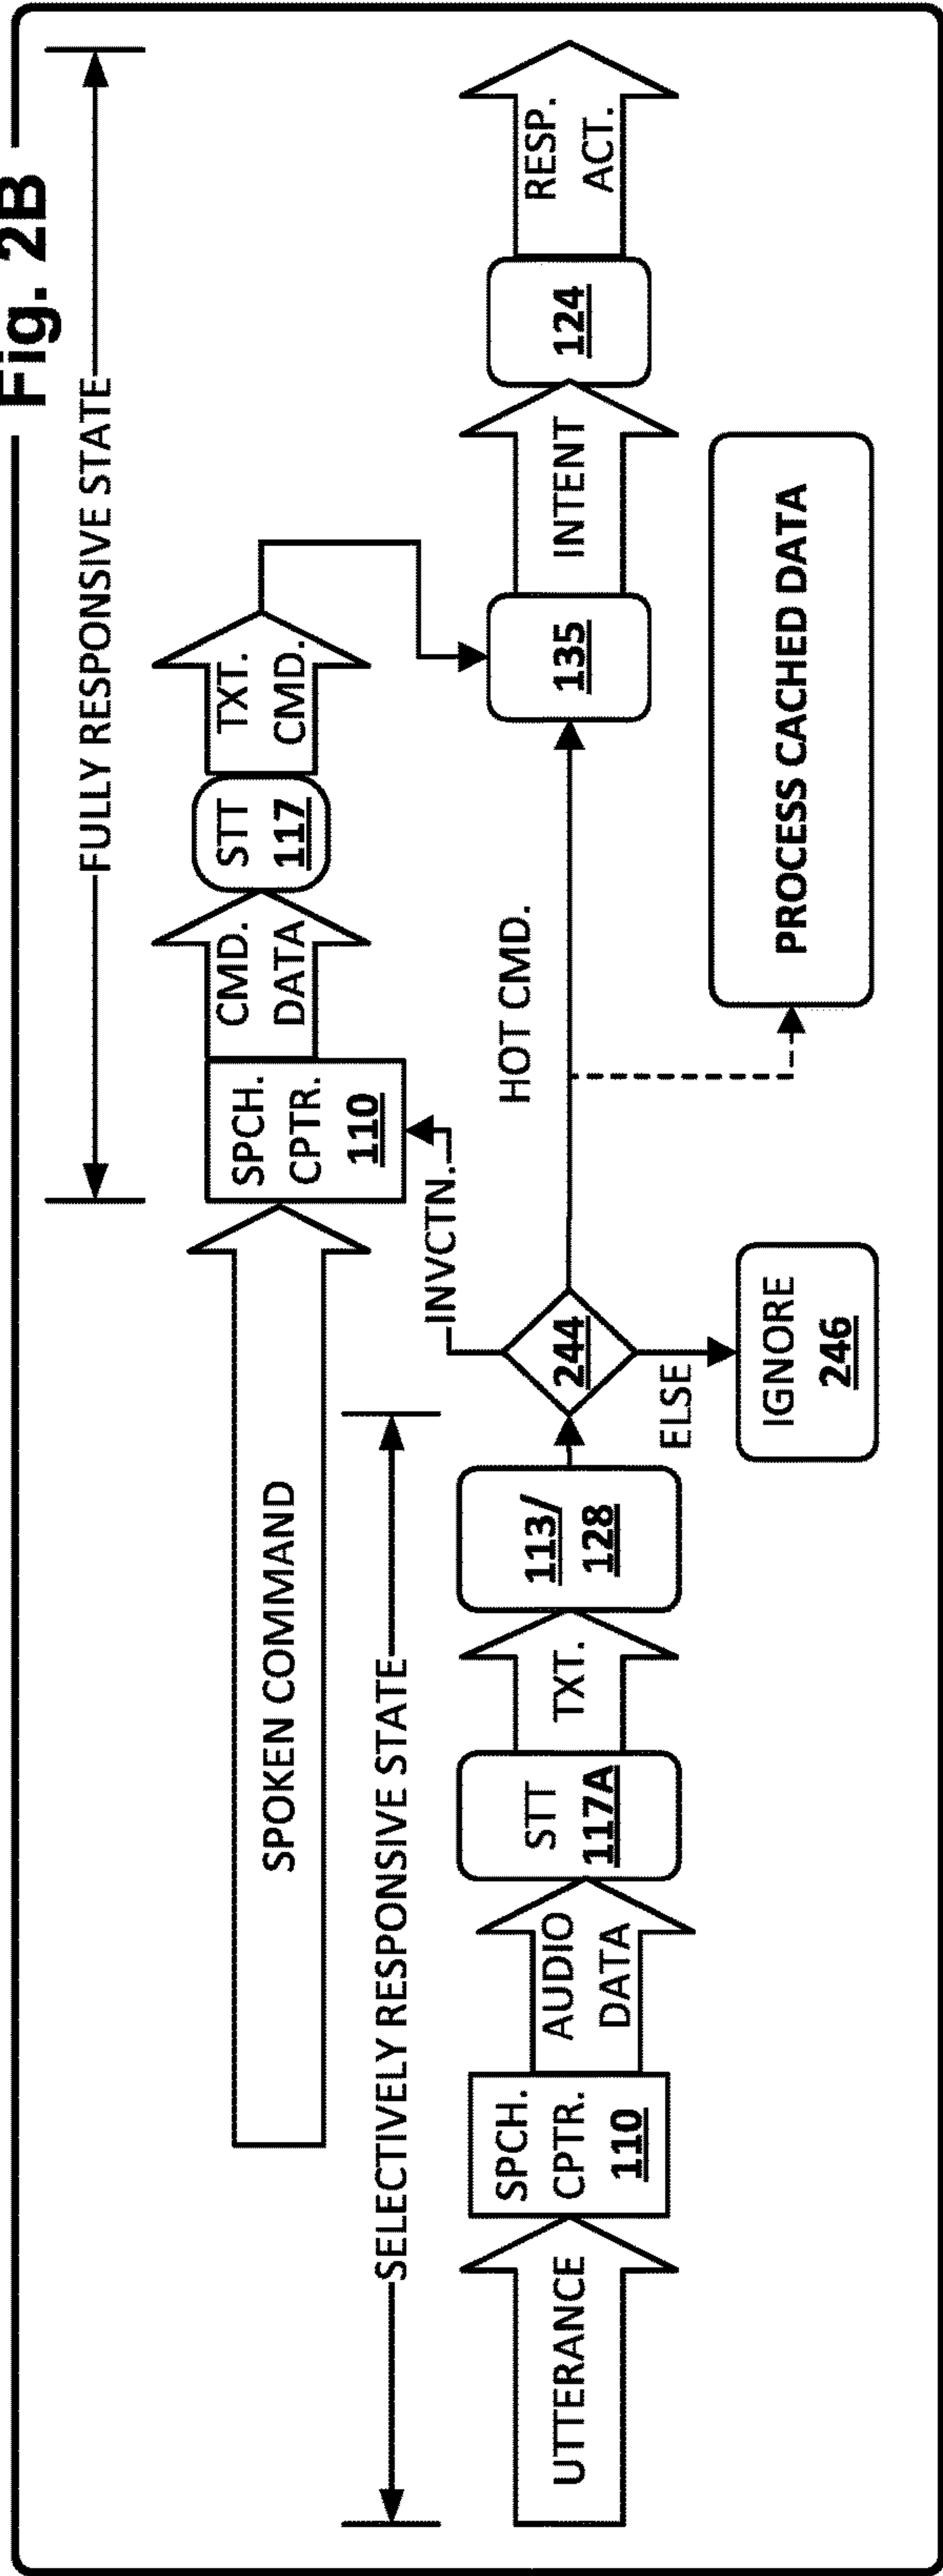 Fig. 2B
FULLY RESPONSIVE STATE
SPOKEN COMMAND
SPCH.
CPTR.
110
CMD.
DATA
STT
117
TXT.
CMD.
SELECTIVELY RESPONSIVE STATE
INVCTN.
UTTERANCE
SPCH.
CPTR.
110
AUDIO
DATA
STT
117A
TXT.
113/
128
244
HOT CMD.
135
INTENT
124
RESP.
ACT.
ELSE
IGNORE
246
PROCESS CACHED DATA